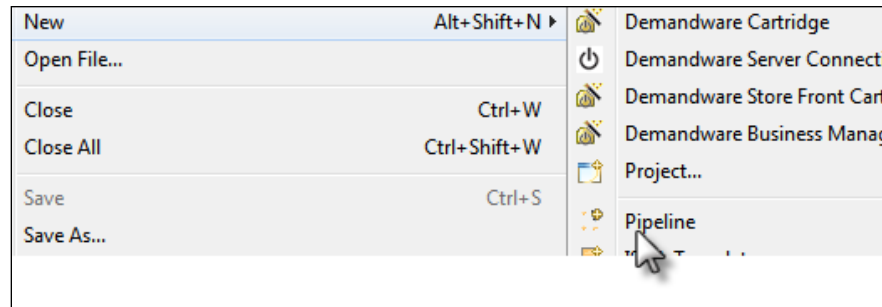 New Alt+Shift+N
Open File...
Close Ctrl+W
Close All Ctrl+Shift+W
Save Ctrl+S
Save As...
Demandware Cartridge
Demandware Server Connect
Demandware Store Front Cart
Demandware Business Manag
Project...
Pipeline